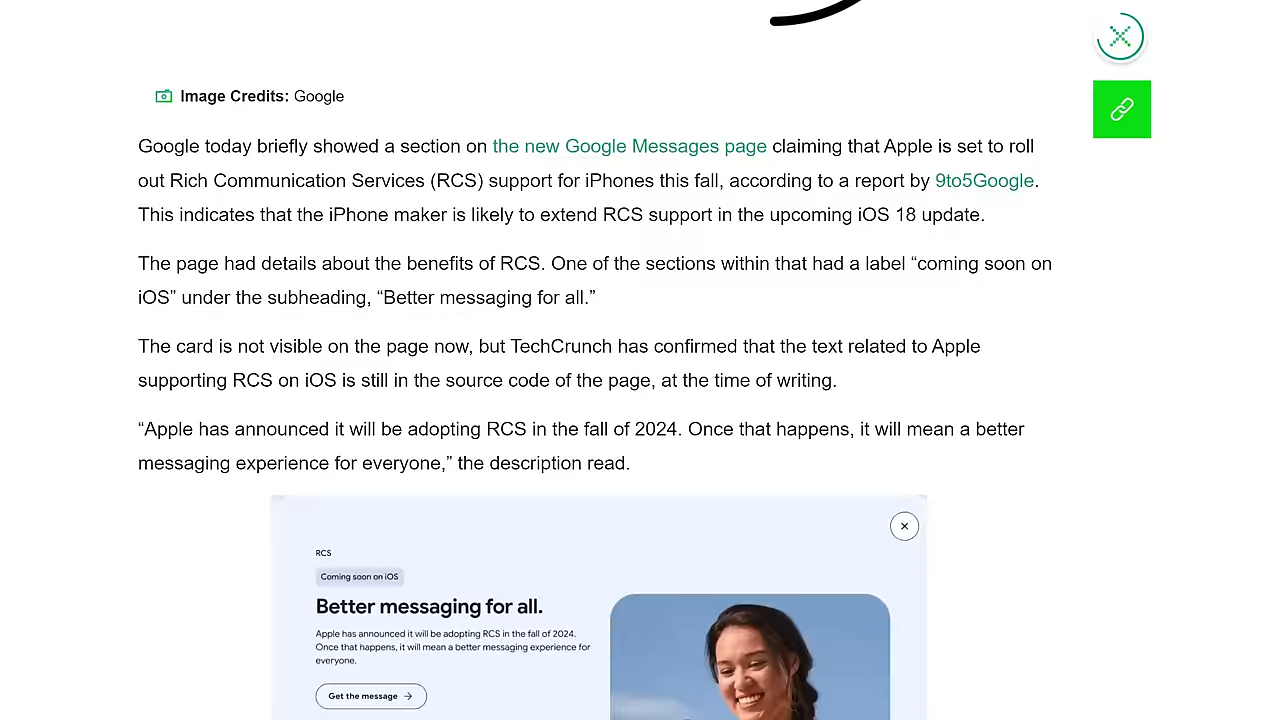 Image Credits: Google
Google today briefly showed a section on the new Google Messages page claiming that Apple is set to roll
out Rich Communication Services (RCS) support for iPhones this fall, according to a report by 9to5Google.
This indicates that the iPhone maker is likely to extend RCS support in the upcoming iOS 18 update.
The page had details about the benefits of RCS. One of the sections within that had a label “coming soon on
iOS” under the subheading, “Better messaging for all.”
The card is not visible on the page now, but TechCrunch has confirmed that the text related to Apple
supporting RCS on iOS is still in the source code of the page, at the time of writing.
“Apple has announced it will be adopting RCS in the fall of 2024. Once that happens, it will mean a better
messaging experience for everyone,” the description read.
RCS
Coming soon on iOS
Better messaging for all.
Apple has announced it will be adopting RCS in the fall of 2024.
Once that happens, it will mean a better messaging experience for
everyone.
Get the message →